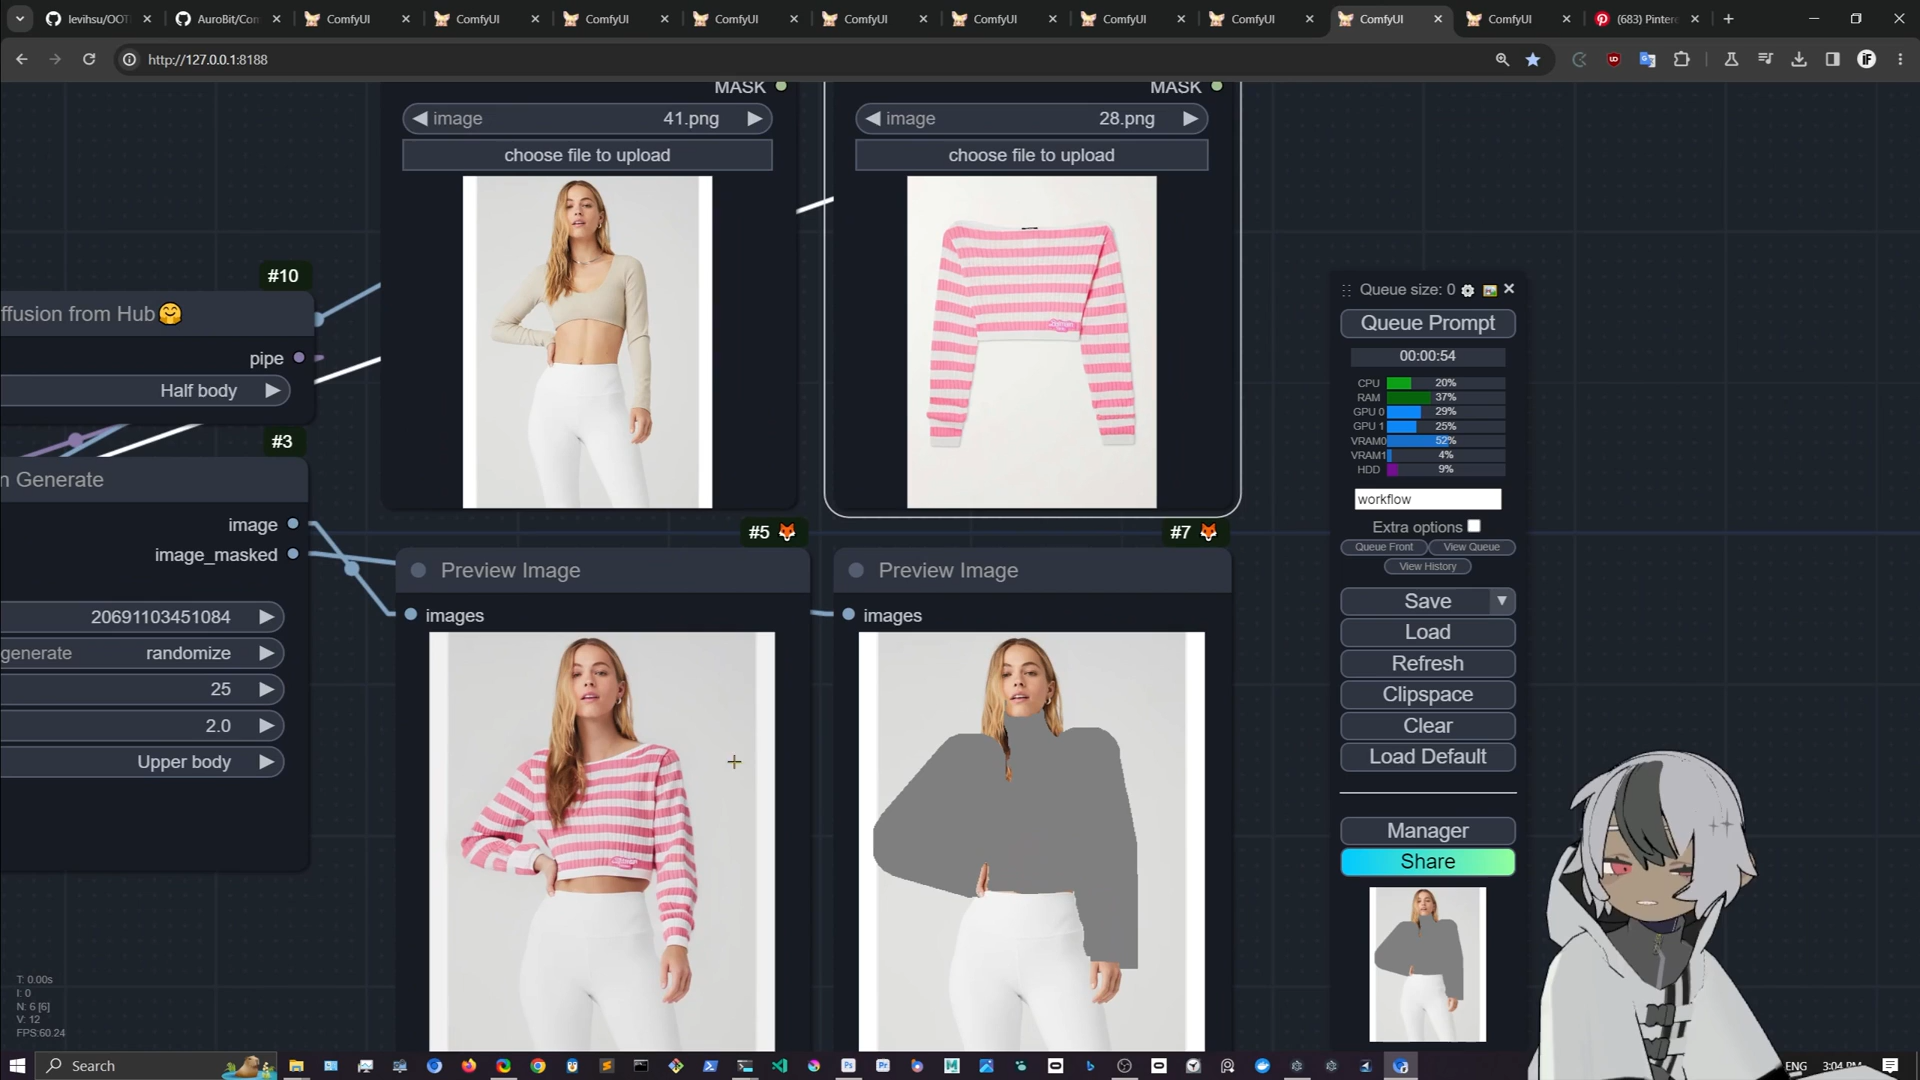 levihsu/OOT
AuroBit/Com
ComfyUI
ComfyUI
ComfyUI
ComfyUI
ComfyUI
ComfyUI
ComfyUI
ComfyUI
ComfyUI
ComfyUI
(683) Pintere
http://127.0.0.1:8188
MASK
image 41.png
choose file to upload
MASK
image 28.png
choose file to upload
#10
ffusion from Hub🤗
pipe
Half body
#3
n Generate
image
image_masked
20691103451084
generate randomize
25
2.0
Upper body
#5 🦊
Preview Image
images
#7 🦊
Preview Image
images
Queue size: 0
Queue Prompt
00:00:54
CPU 20%
RAM 37%
GPU 0 29%
GPU 1 25%
VRAM0 52%
VRAM1 4%
HDD 9%
workflow
Extra options
Queue Front View Queue
View History
Save
Load
Refresh
Clipspace
Clear
Load Default
Manager
Share
T: 0.00s
I: 0
N: 6 [6]
V: 12
FPS:60.24
Search
ENG 3:04 PM